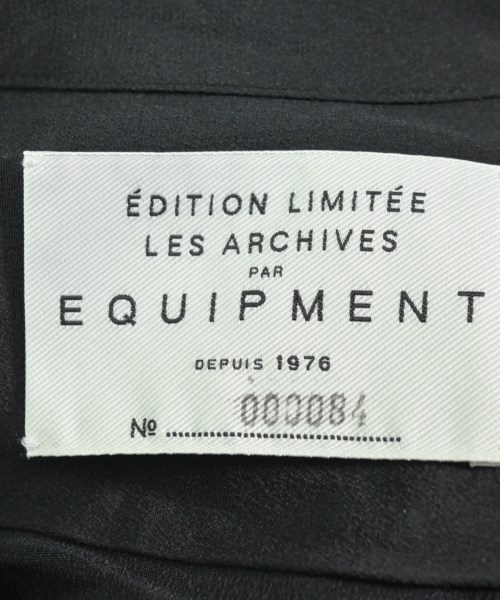 ÉDITION LIMITÉE
LES ARCHIVES
PAR
EQUIPMENT
DEPUIS 1976
Nº 000084